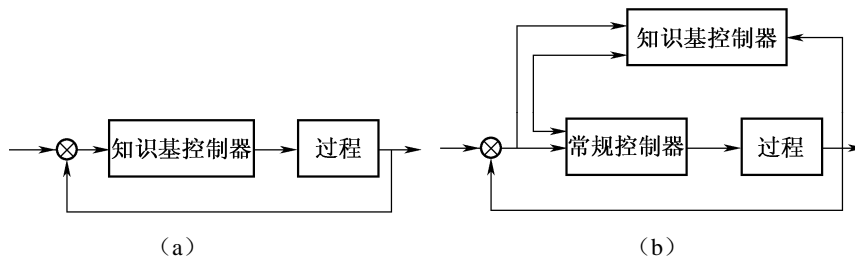 知识基控制器
过程
（a）
知识基控制器
常规控制器
过程
（b）